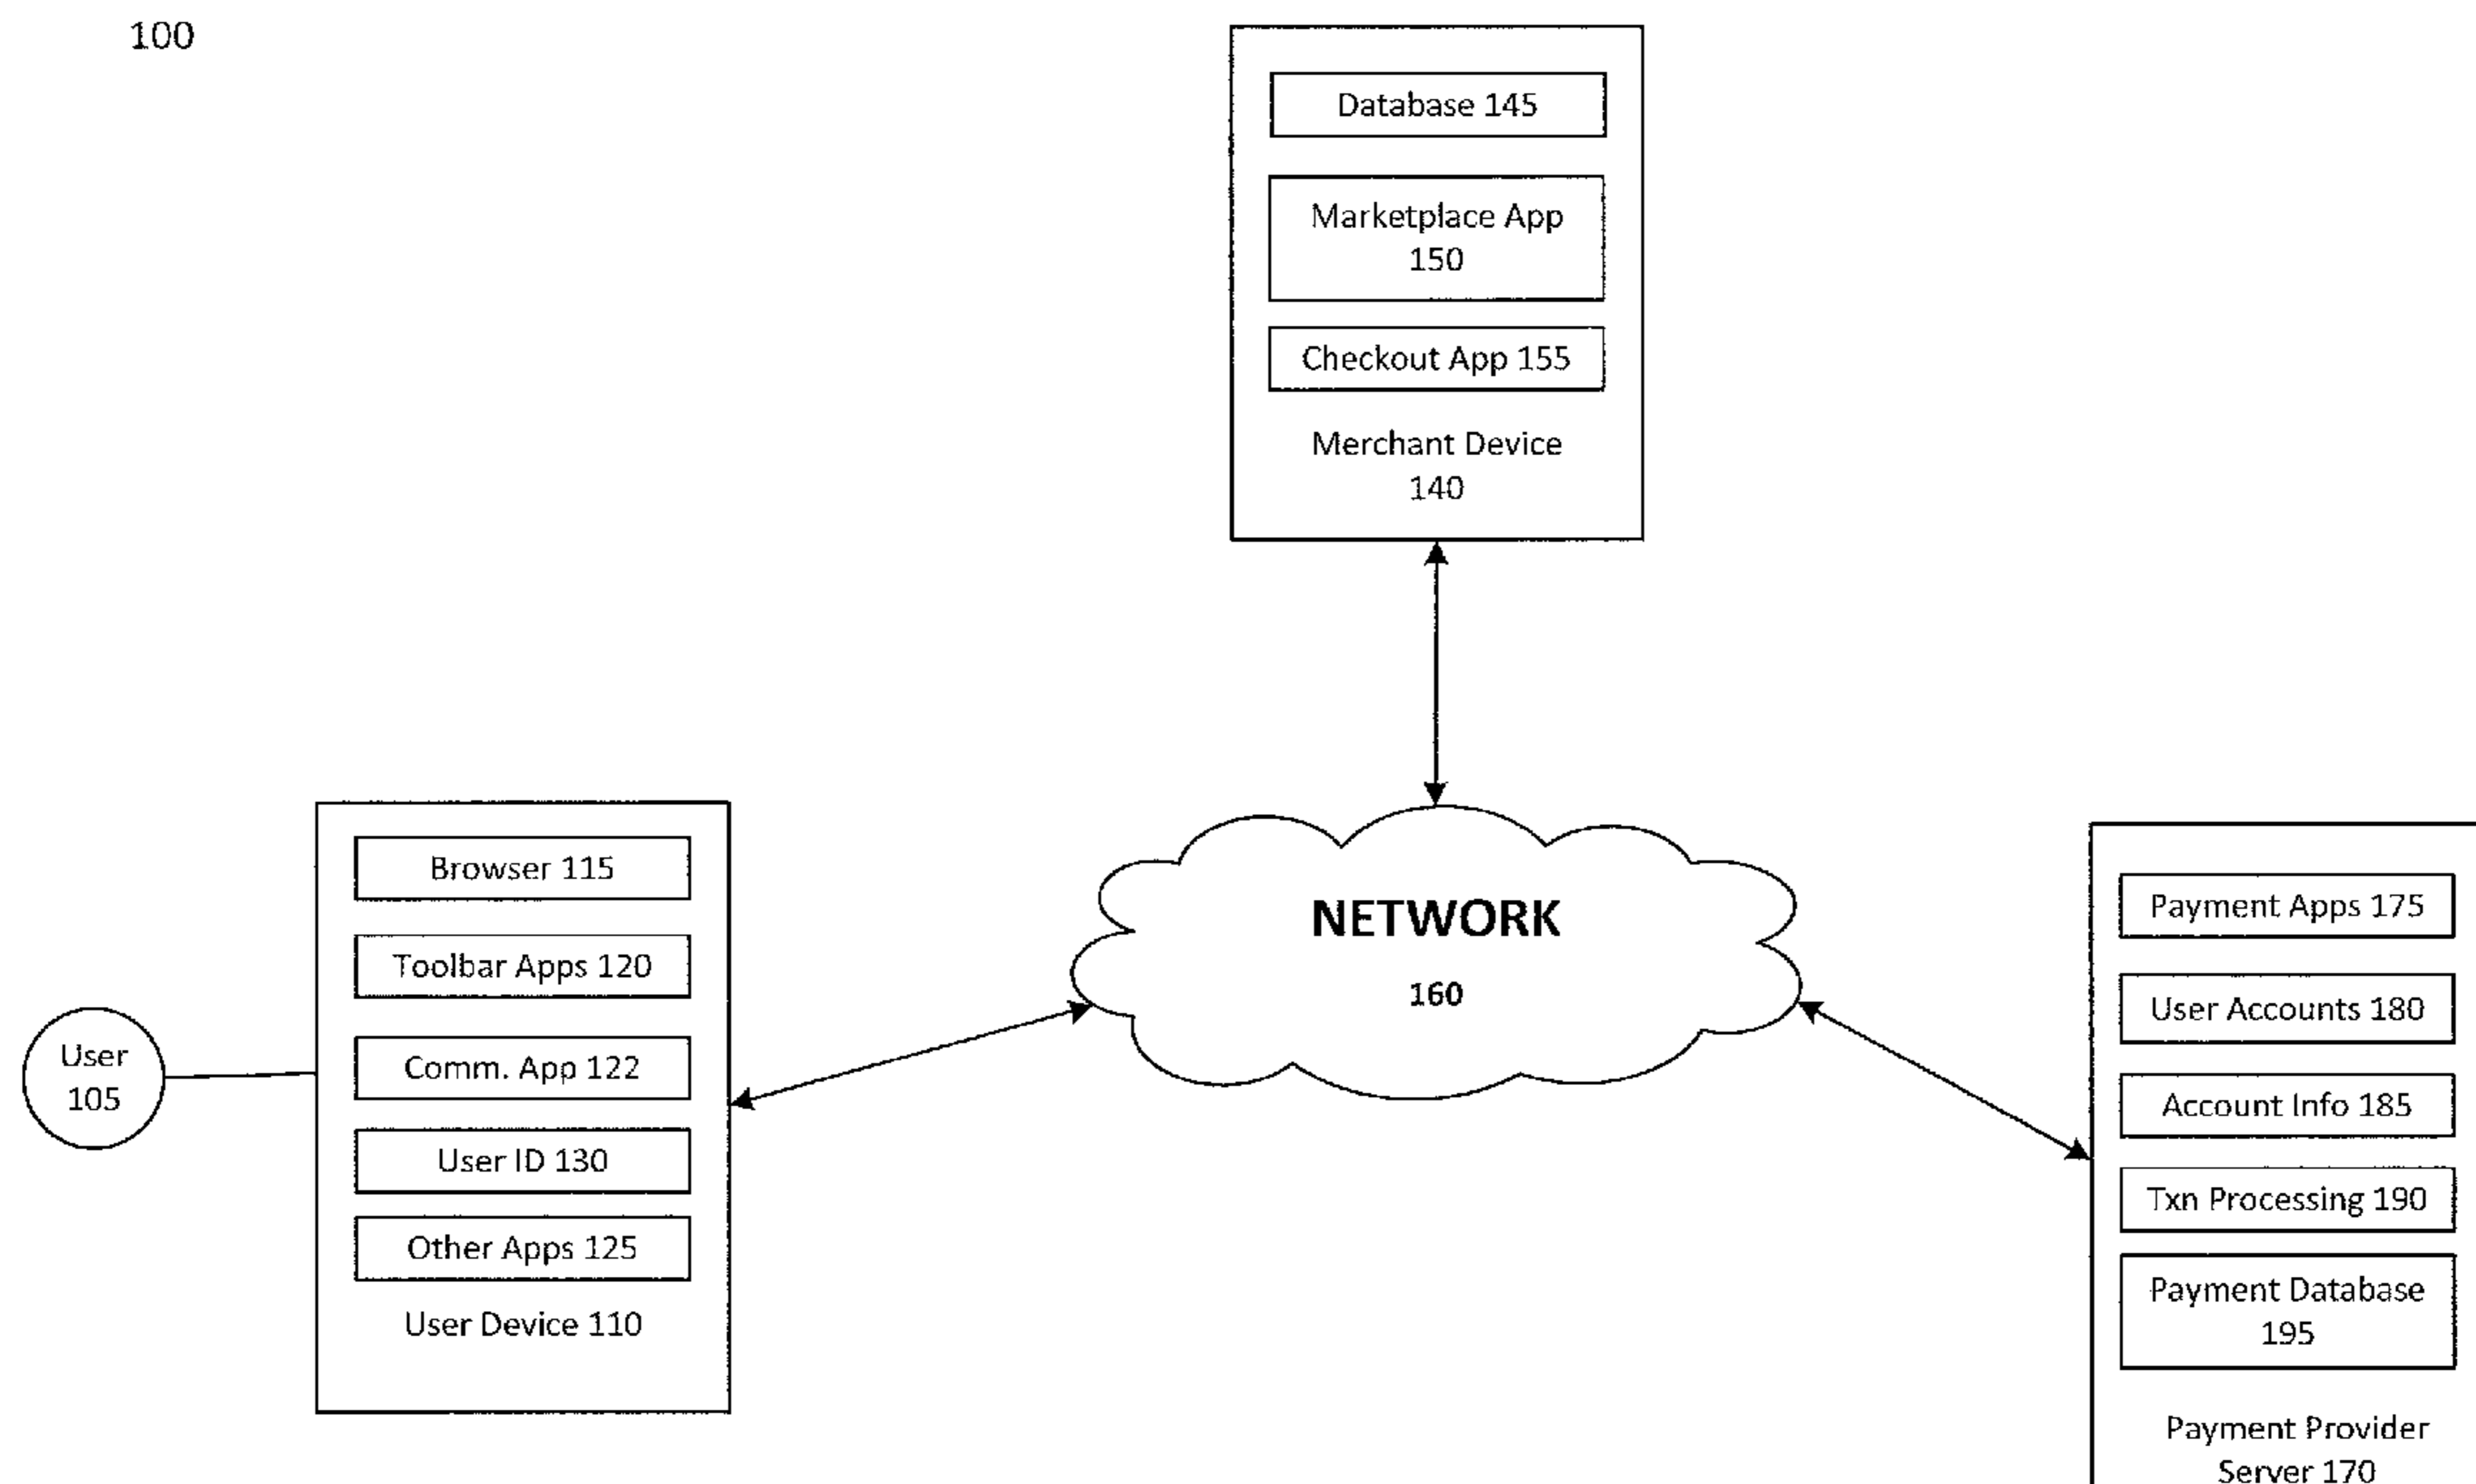 100
Database 145
Marketplace App
150
Checkout App 155
Merchant Device
140
Browser 115
Toolbar Apps 120
Comm. App 122
User ID 130
Other Apps 125
User Device 110
User
105
NETWORK
160
Payment Apps 175
User Accounts 180
Account Info 185
Txn Processing 190
Payment Database
195
Payment Provider
Server 170